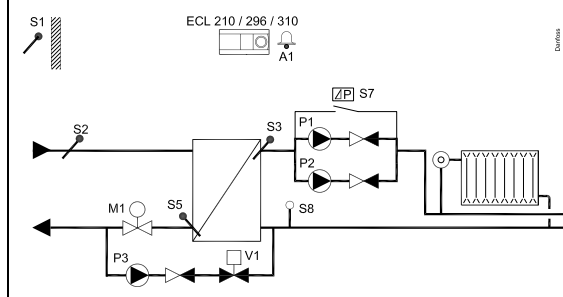 S1
ECL 210 / 296 / 310
A1
Danfoss
P S7
S2
S3
P1
P2
M1
S5
S8
P3
V1